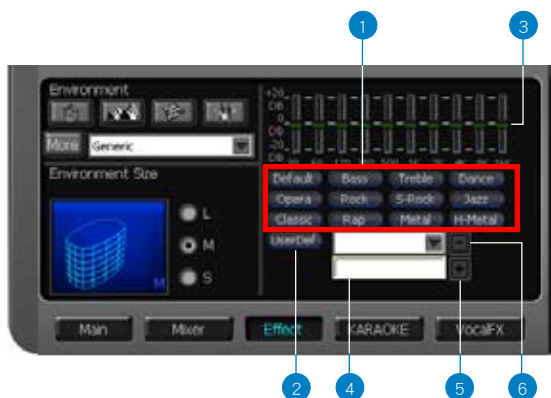 1
3
Environment
+20
DB
0
DB
-20
DB
More
Generic
Environment Size
Default Bass Treble Dance
Opera Rock S-Rock Jazz
Classic Rap Metal H-Metal
UserDef
L
M
S
M
Main Mixer Effect KARAOKE VocalFX
2
4
5
6